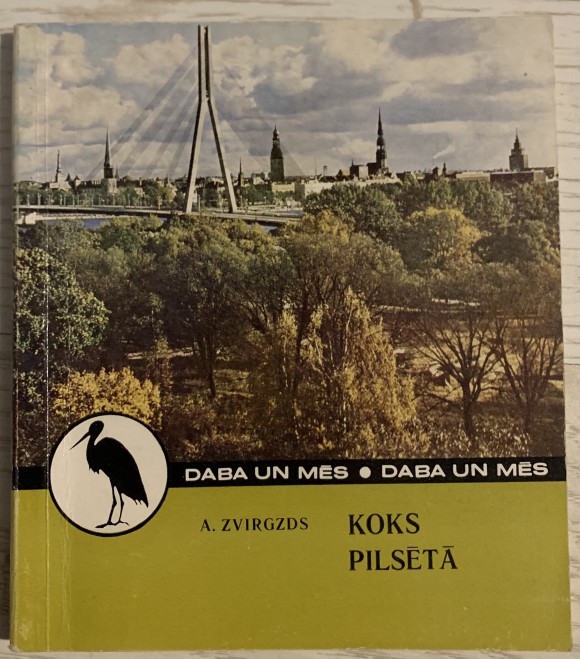 DABA UN MĒS ● DABA UN MĒS
A. ZVIRGZDS
KOKS
PILSĒTĀ